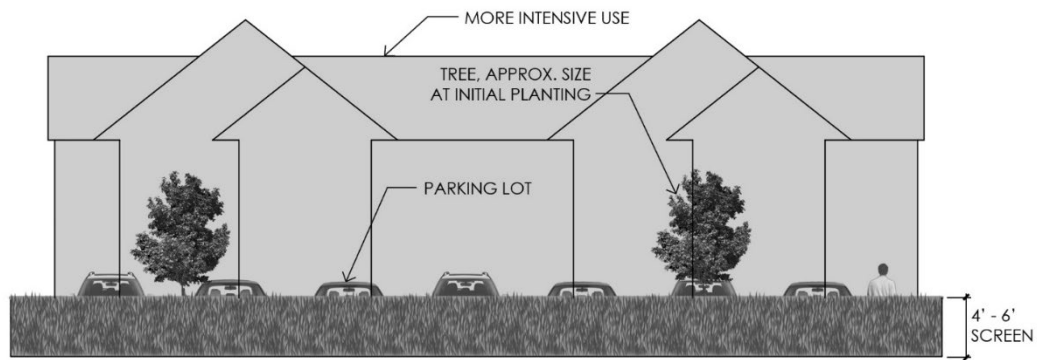 MORE INTENSIVE USE
TREE, APPROX. SIZE
AT INITIAL PLANTING
PARKING LOT
4' - 6'
SCREEN